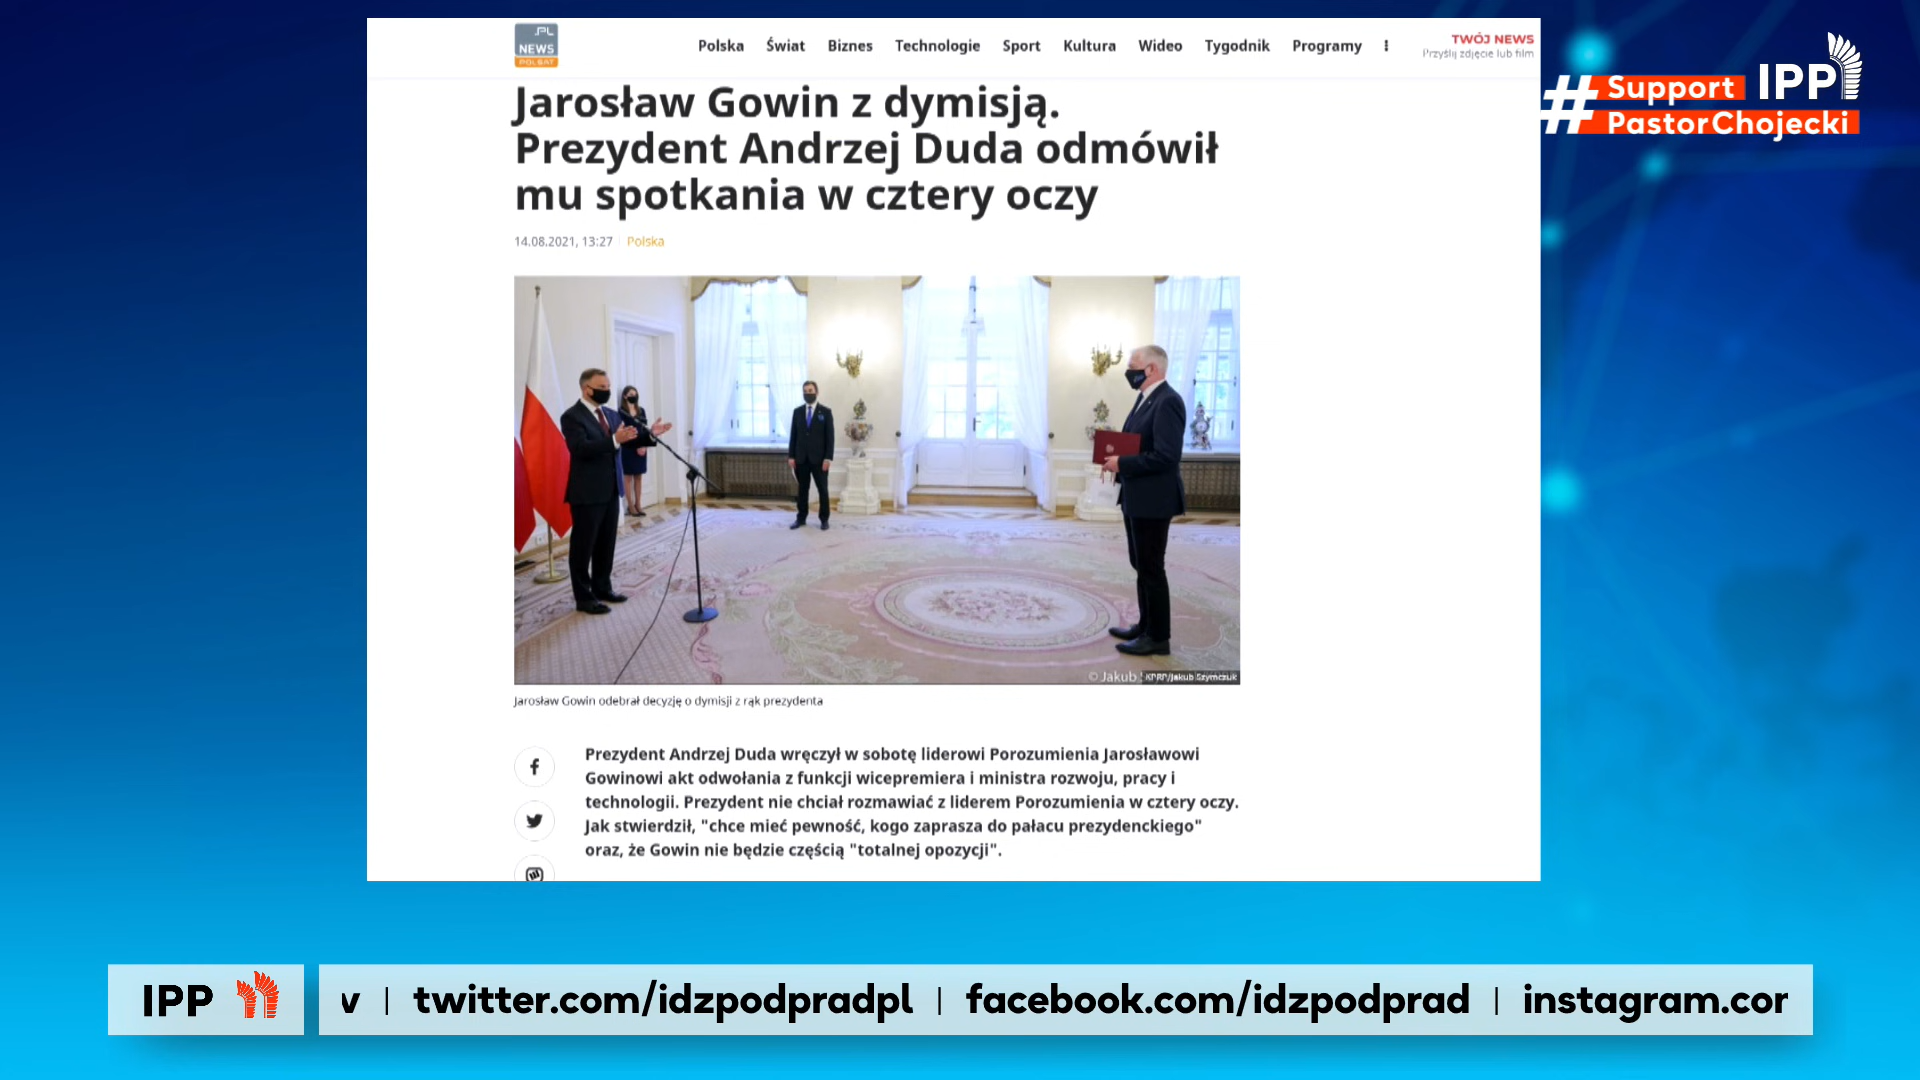 .PL
NEWS
POLSAT
Polska Świat Biznes Technologie Sport Kultura Wideo Tygodnik Programy
TWÓJ NEWS
Przyślij zdjęcie lub film
#Support
PastorChojecki
IPP
Jarosław Gowin z dymisją.
Prezydent Andrzej Duda odmówił
mu spotkania w cztery oczy
14.08.2021, 13:27 Polska
© Jakub
KPRP/Jakub Szymczuk
Jarosław Gowin odebrał decyzję o dymisji z rąk prezydenta
Prezydent Andrzej Duda wręczył w sobotę liderowi Porozumienia Jarosławowi
Gowinowi akt odwołania z funkcji wicepremiera i ministra rozwoju, pracy i
technologii. Prezydent nie chciał rozmawiać z liderem Porozumienia w cztery oczy.
Jak stwierdził, "chce mieć pewność, kogo zaprasza do pałacu prezydenckiego"
oraz, że Gowin nie będzie częścią "totalnej opozycji".
IPP
v | twitter.com/idzpodpradpl | facebook.com/idzpodprad | instagram.cor